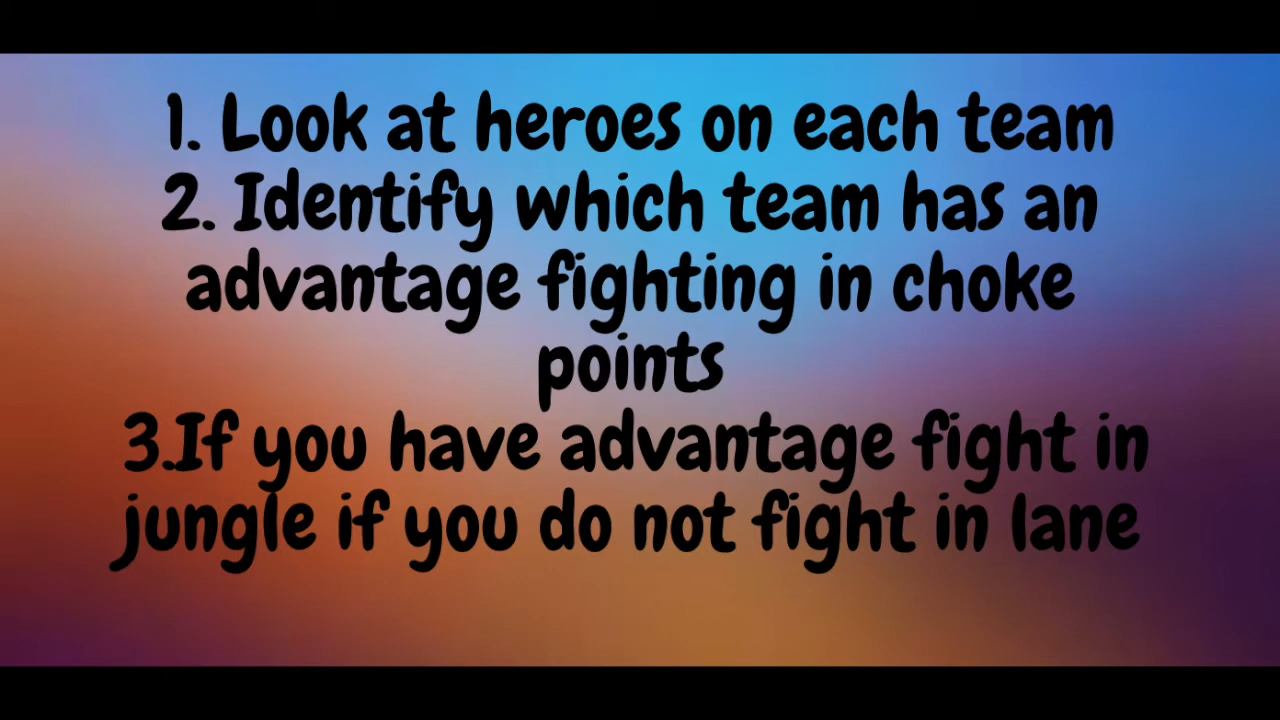 1. Look at heroes on each team
2. Identify which team has an
advantage fighting in choke
points
3.If you have advantage fight in
jungle if you do not fight in lane